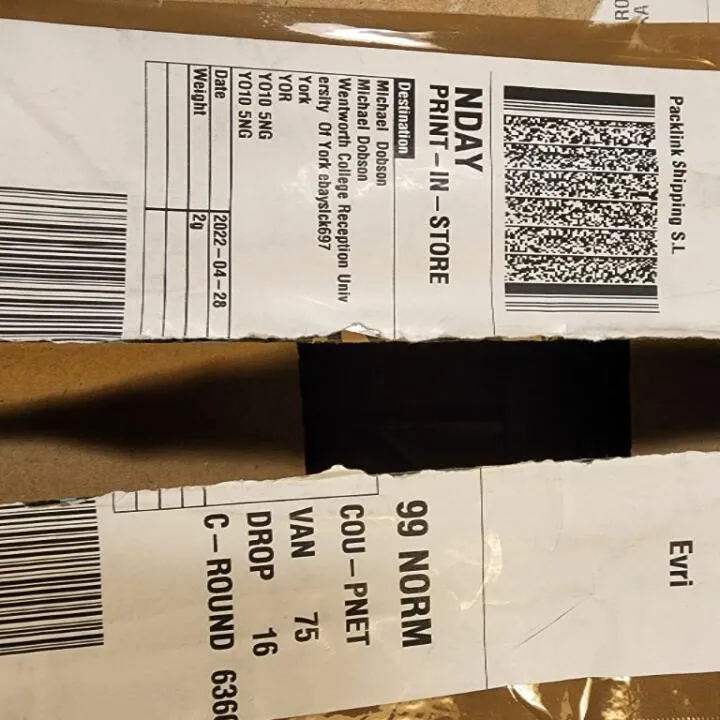 Packlink Shipping S.L
NDAY
PRINT-IN-STORE
Destination
Michael Dobson
Michael Dobson
Wentworth College Reception Univ
ersity Of York ebayslck697
York
YOR
YO10 5NG
YO10 5NG
Date 2022-04-28
Weight 2g
Evri
99 NORM
COU-PNET
VAN 75
DROP 16
C-ROUND 636